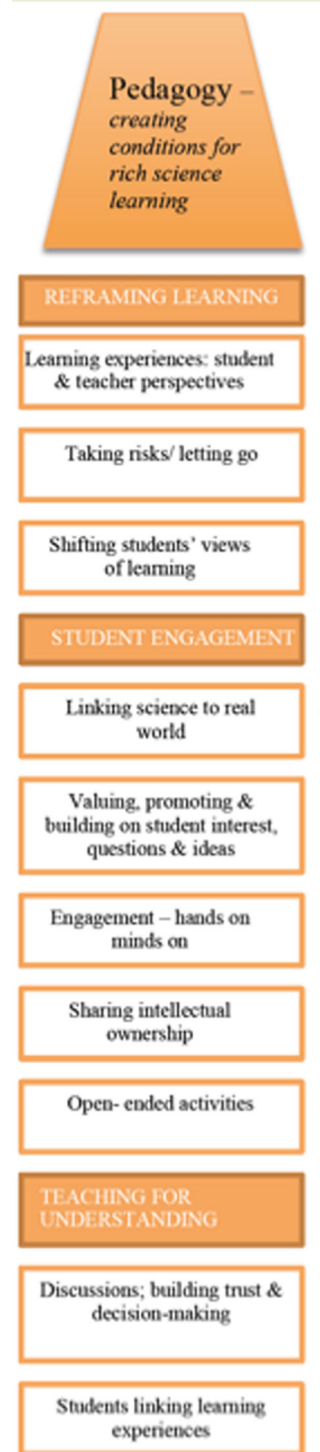 Pedagogy –
creating
conditions for
rich science
learning
REFRAMING LEARNING
Learning experiences: student
& teacher perspectives
Taking risks/ letting go
Shifting students’ views
of learning
STUDENT ENGAGEMENT
Linking science to real
world
Valuing, promoting &
building on student interest,
questions & ideas
Engagement – hands on
minds on
Sharing intellectual
ownership
Open- ended activities
TEACHING FOR
UNDERSTANDING
Discussions; building trust &
decision-making
Students linking learning
experiences